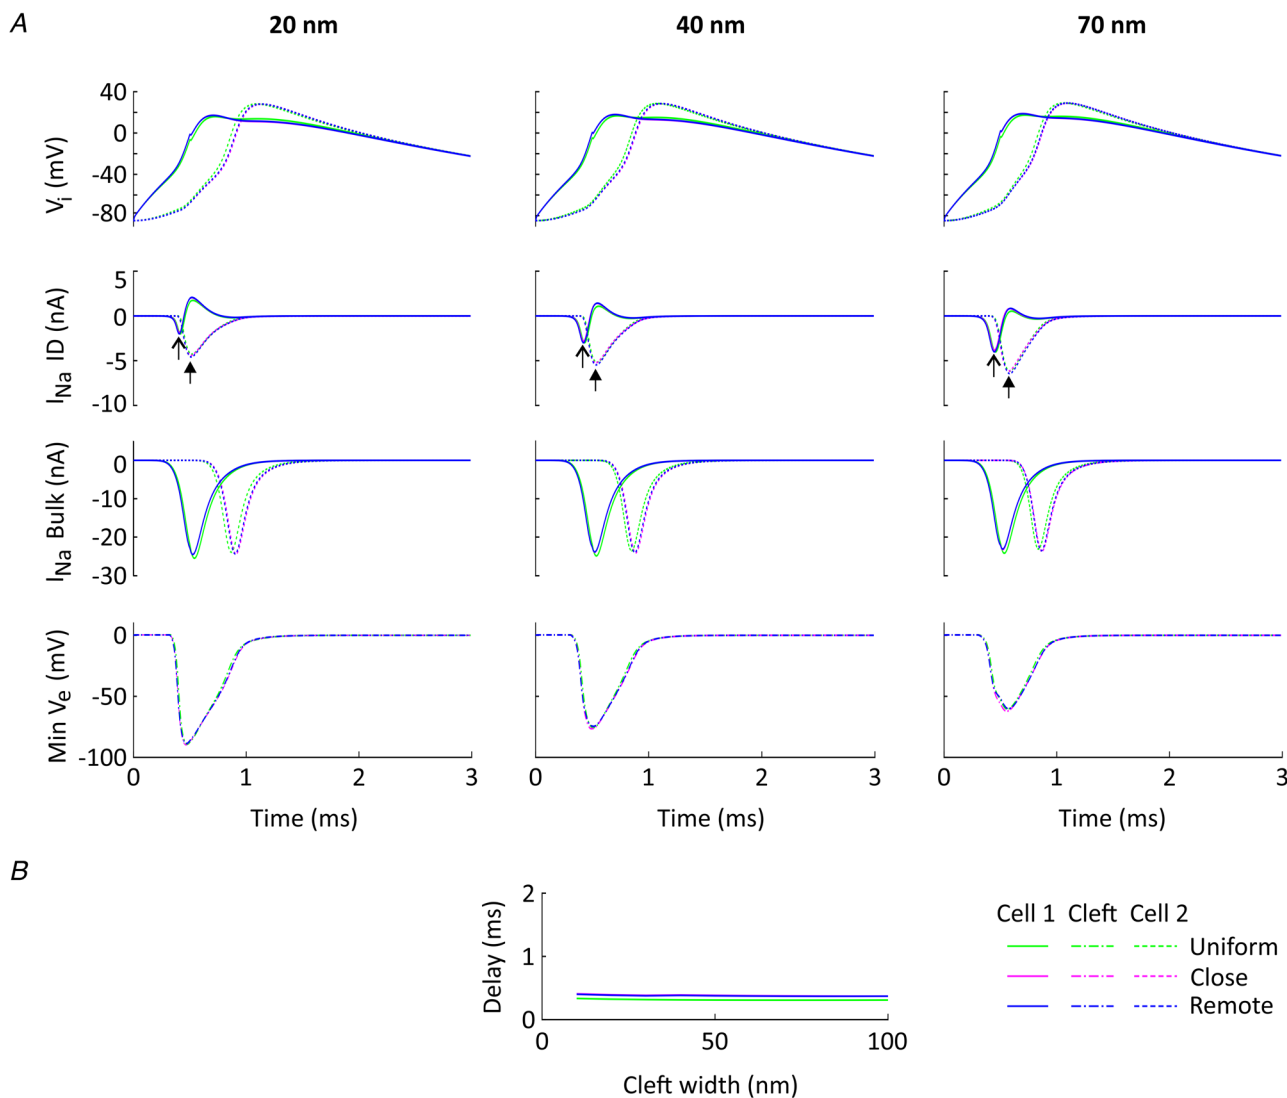 A
20 nm
40 nm
70 nm
Vi (mV)
40
0
-40
-80
INa ID (nA)
5
0
-5
-10
INa Bulk (nA)
0
-10
-20
-30
Min Ve (mV)
0
-50
-100
0 1 2 3
0 1 2 3
0 1 2 3
Time (ms)
Time (ms)
Time (ms)
B
Delay (ms)
2
1
0
0 50 100
Cleft width (nm)
Cell 1 Cleft Cell 2
Uniform
Close
Remote